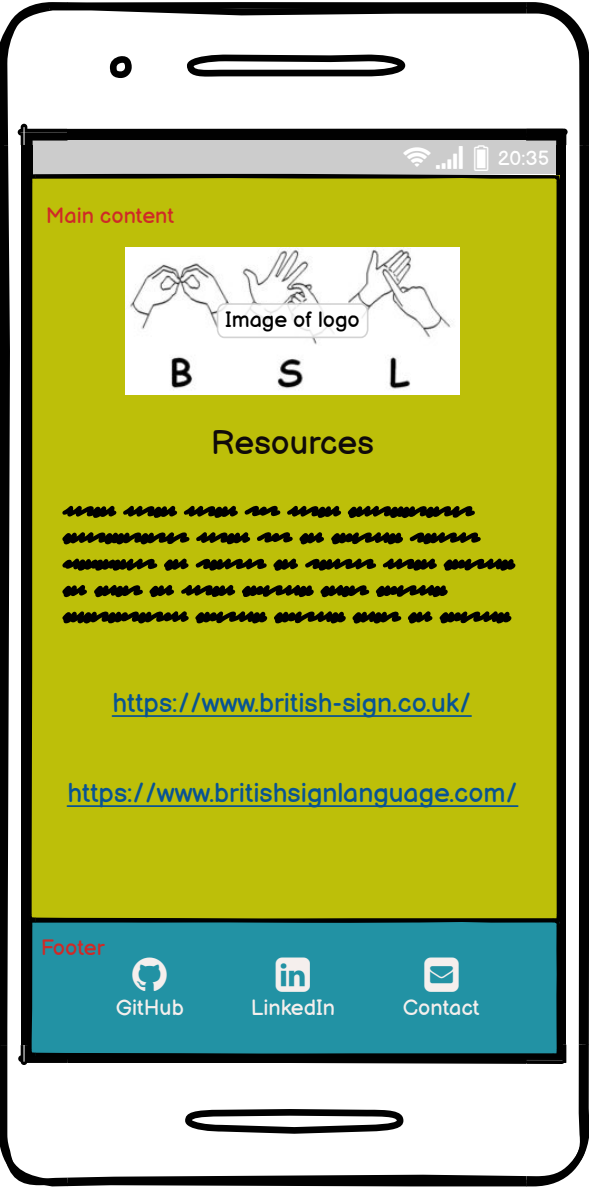 20:35
Main content
Image of logo
B S L
Resources
https://www.british-sign.co.uk/
https://www.britishsignlanguage.com/
Footer
GitHub LinkedIn Contact